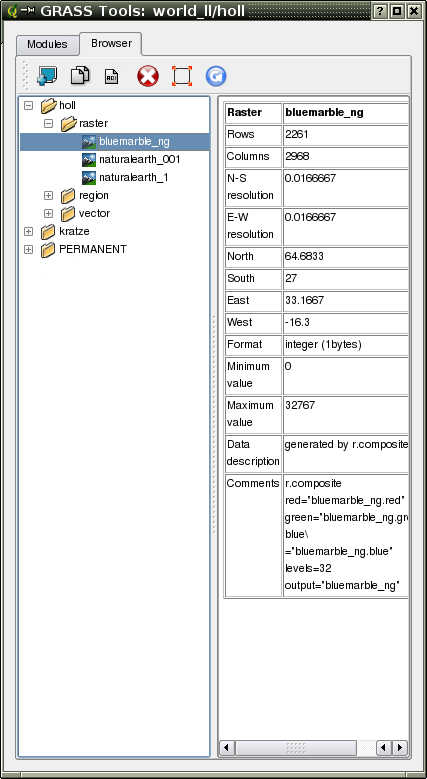 GRASS Tools: world_ll/holl
Modules
Browser
holl
raster
bluemarble_ng
naturalearth_001
naturalearth_1
region
vector
kratze
PERMANENT
Raster bluemarble_ng
Rows 2261
Columns 2968
N-S
resolution 0.0166667
E-W
resolution 0.0166667
North 64.6833
South 27
East 33.1667
West -16.3
Format integer (1bytes)
Minimum
value 0
Maximum
value 32767
Data
description generated by r.composite
Comments r.composite
red="bluemarble_ng.red"
green="bluemarble_ng.gr
blue\
="bluemarble_ng.blue"
levels=32
output="bluemarble_ng"